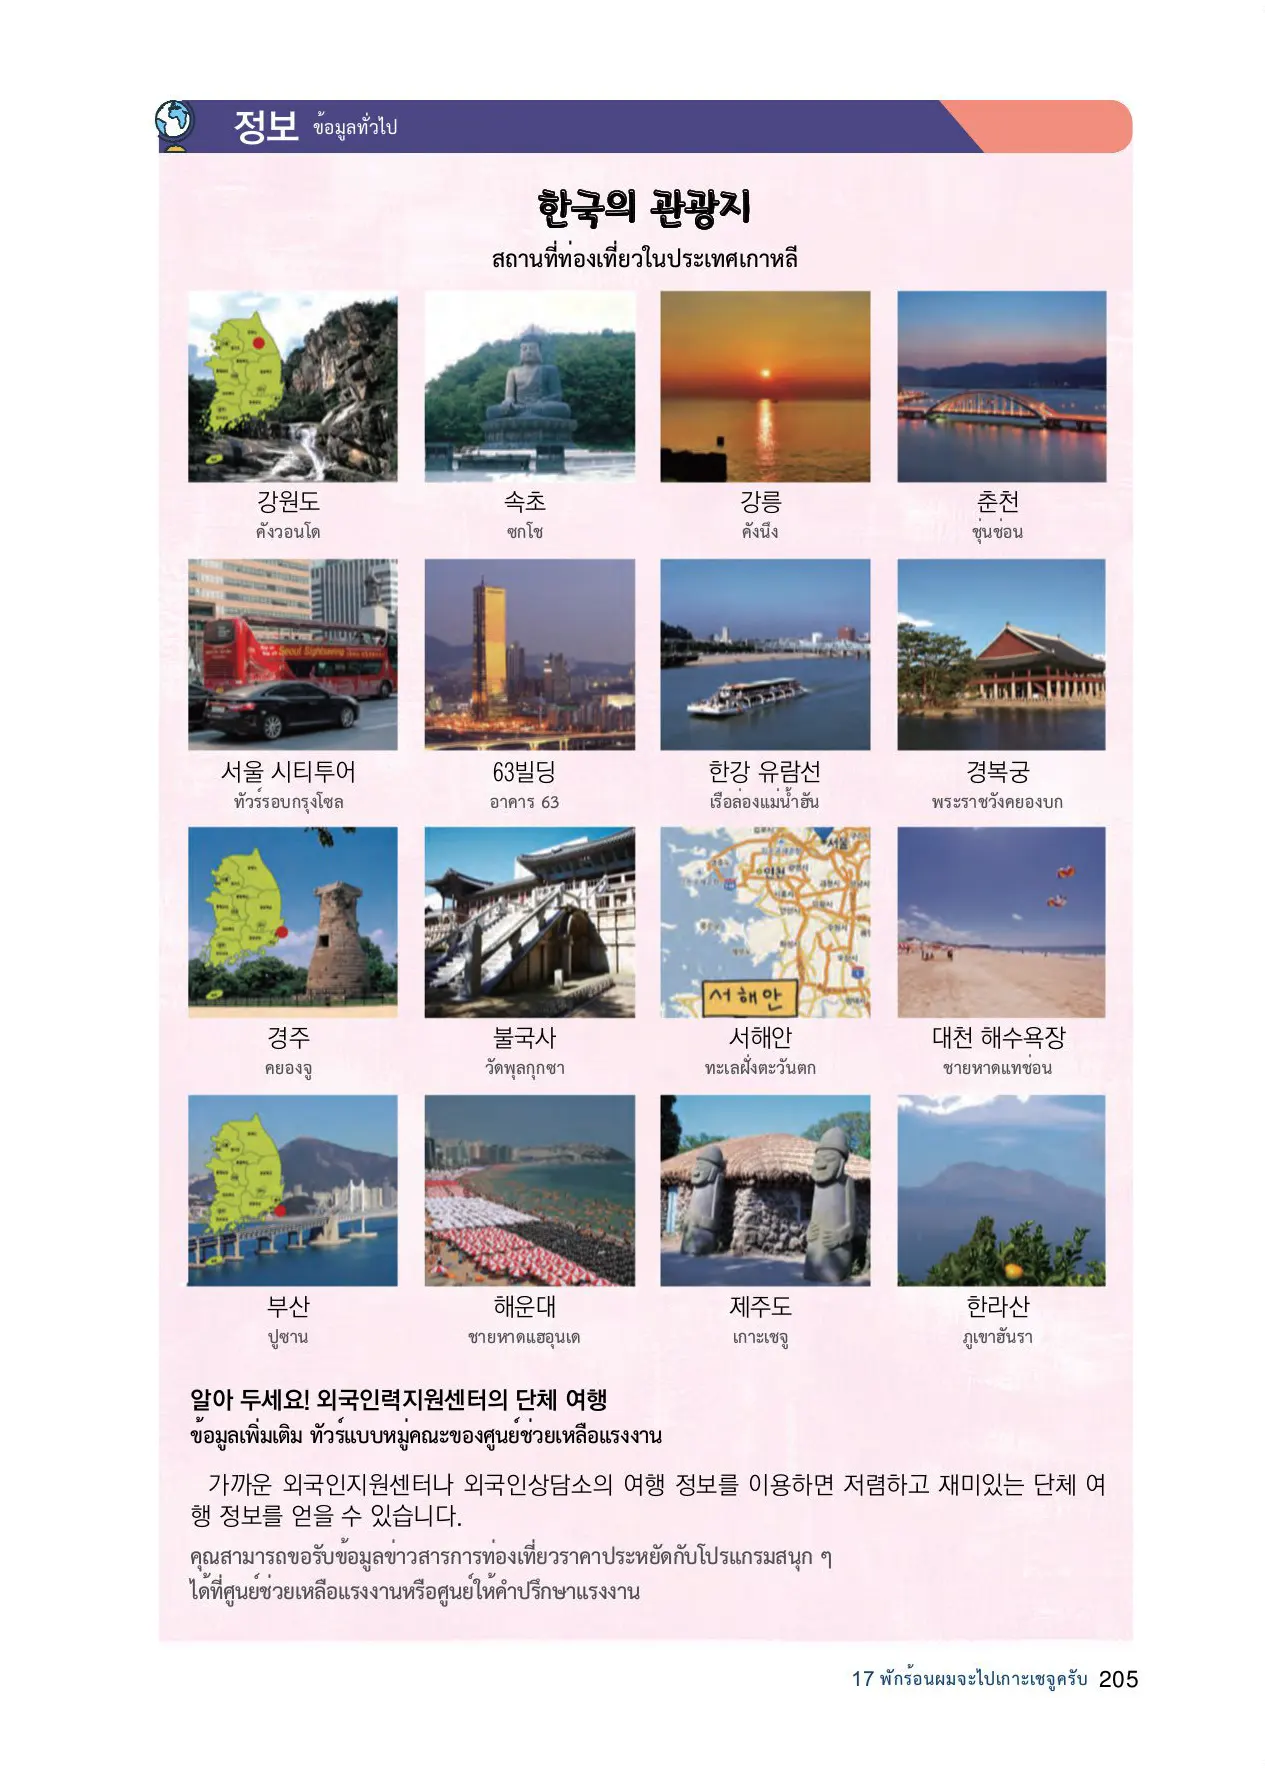 정보 ข้อมูลทั่วไป
한국의 관광지
สถานที่ท่องเที่ยวในประเทศเกาหลี
강원도 속초 강릉 춘천
คังวอนโด ซกโช คังนึง ชุ่นช่อน
Seoul Sightseeing
서울 시티투어 63빌딩 한강 유람선 경복궁
ทัวร์รอบกรุงโซล อาคาร 63 เรือล่องแม่น้ำฮัน พระราชวังคยองบก
서울
인천
서해안
경주 불국사 서해안 대천 해수욕장
คยองจู วัดพุลกุกซา ทะเลฝั่งตะวันตก ชายหาดแทช่อน
부산 해운대 제주도 한라산
ปูซาน ชายหาดแฮอุนเด เกาะเชจู ภูเขาฮันรา
알아 두세요! 외국인력지원센터의 단체 여행
ข้อมูลเพิ่มเติม ทัวร์แบบหมู่คณะของศูนย์ช่วยเหลือแรงงาน
가까운 외국인지원센터나 외국인상담소의 여행 정보를 이용하면 저렴하고 재미있는 단체 여
행 정보를 얻을 수 있습니다.
คุณสามารถขอรับข้อมูลข่าวสารการท่องเที่ยวราคาประหยัดกับโปรแกรมสนุก ๆ
ได้ที่ศูนย์ช่วยเหลือแรงงานหรือศูนย์ให้คำปรึกษาแรงงาน
17 พักร้อนผมจะไปเกาะเชจูครับ 205